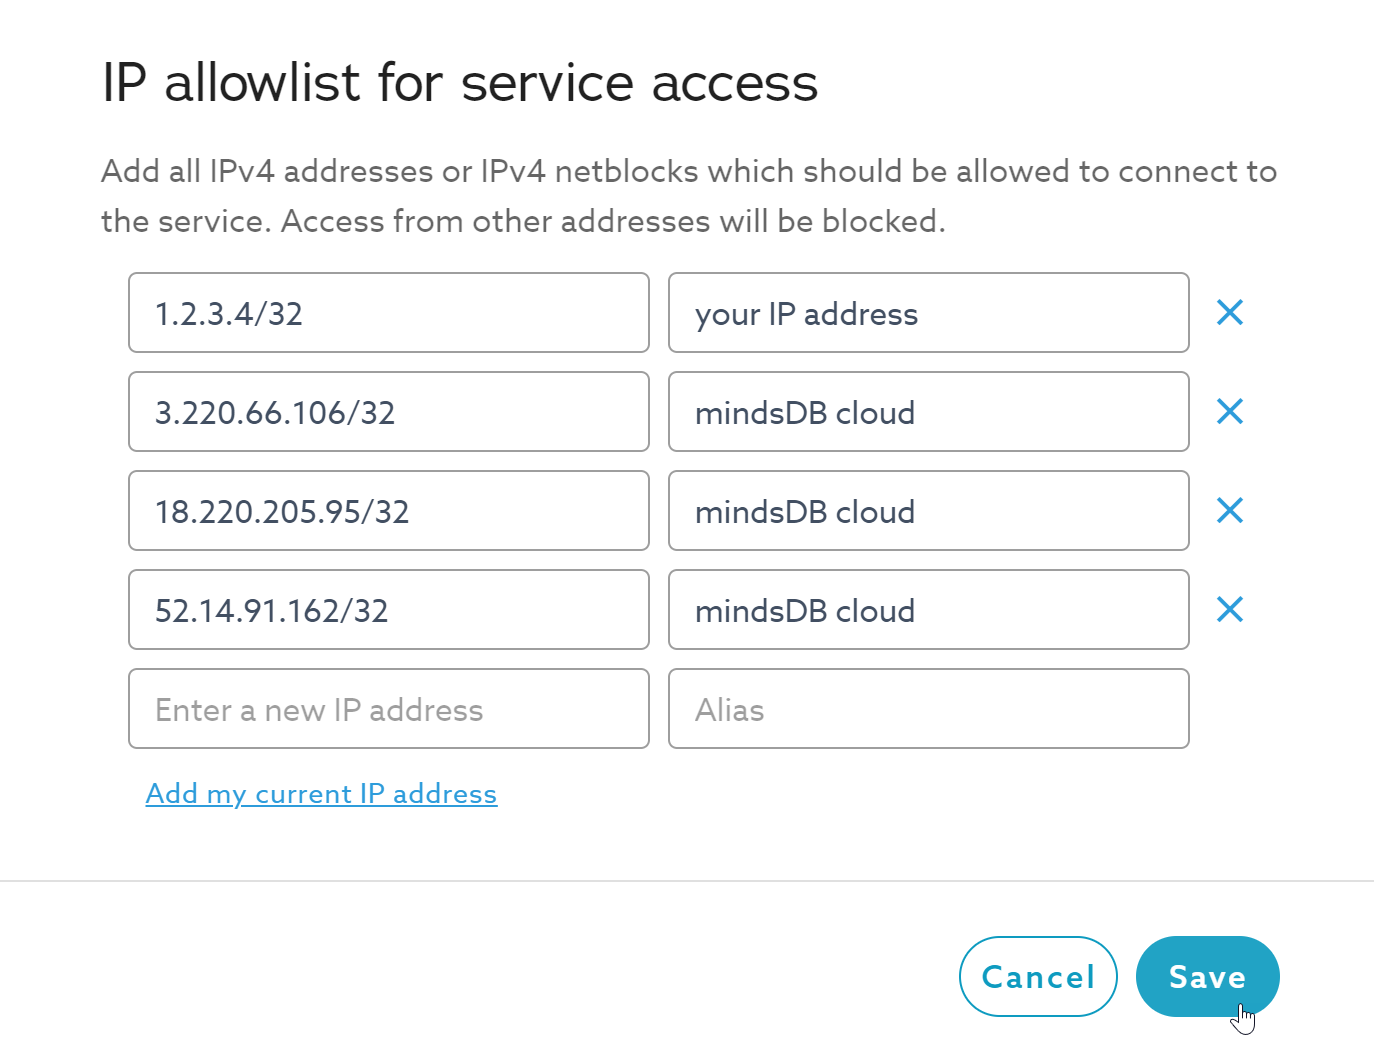 IP allowlist for service access
Add all IPv4 addresses or IPv4 netblocks which should be allowed to connect to
the service. Access from other addresses will be blocked.
1.2.3.4/32 your IP address
3.220.66.106/32 mindsDB cloud
18.220.205.95/32 mindsDB cloud
52.14.91.162/32 mindsDB cloud
Enter a new IP address Alias
Add my current IP address
Cancel Save